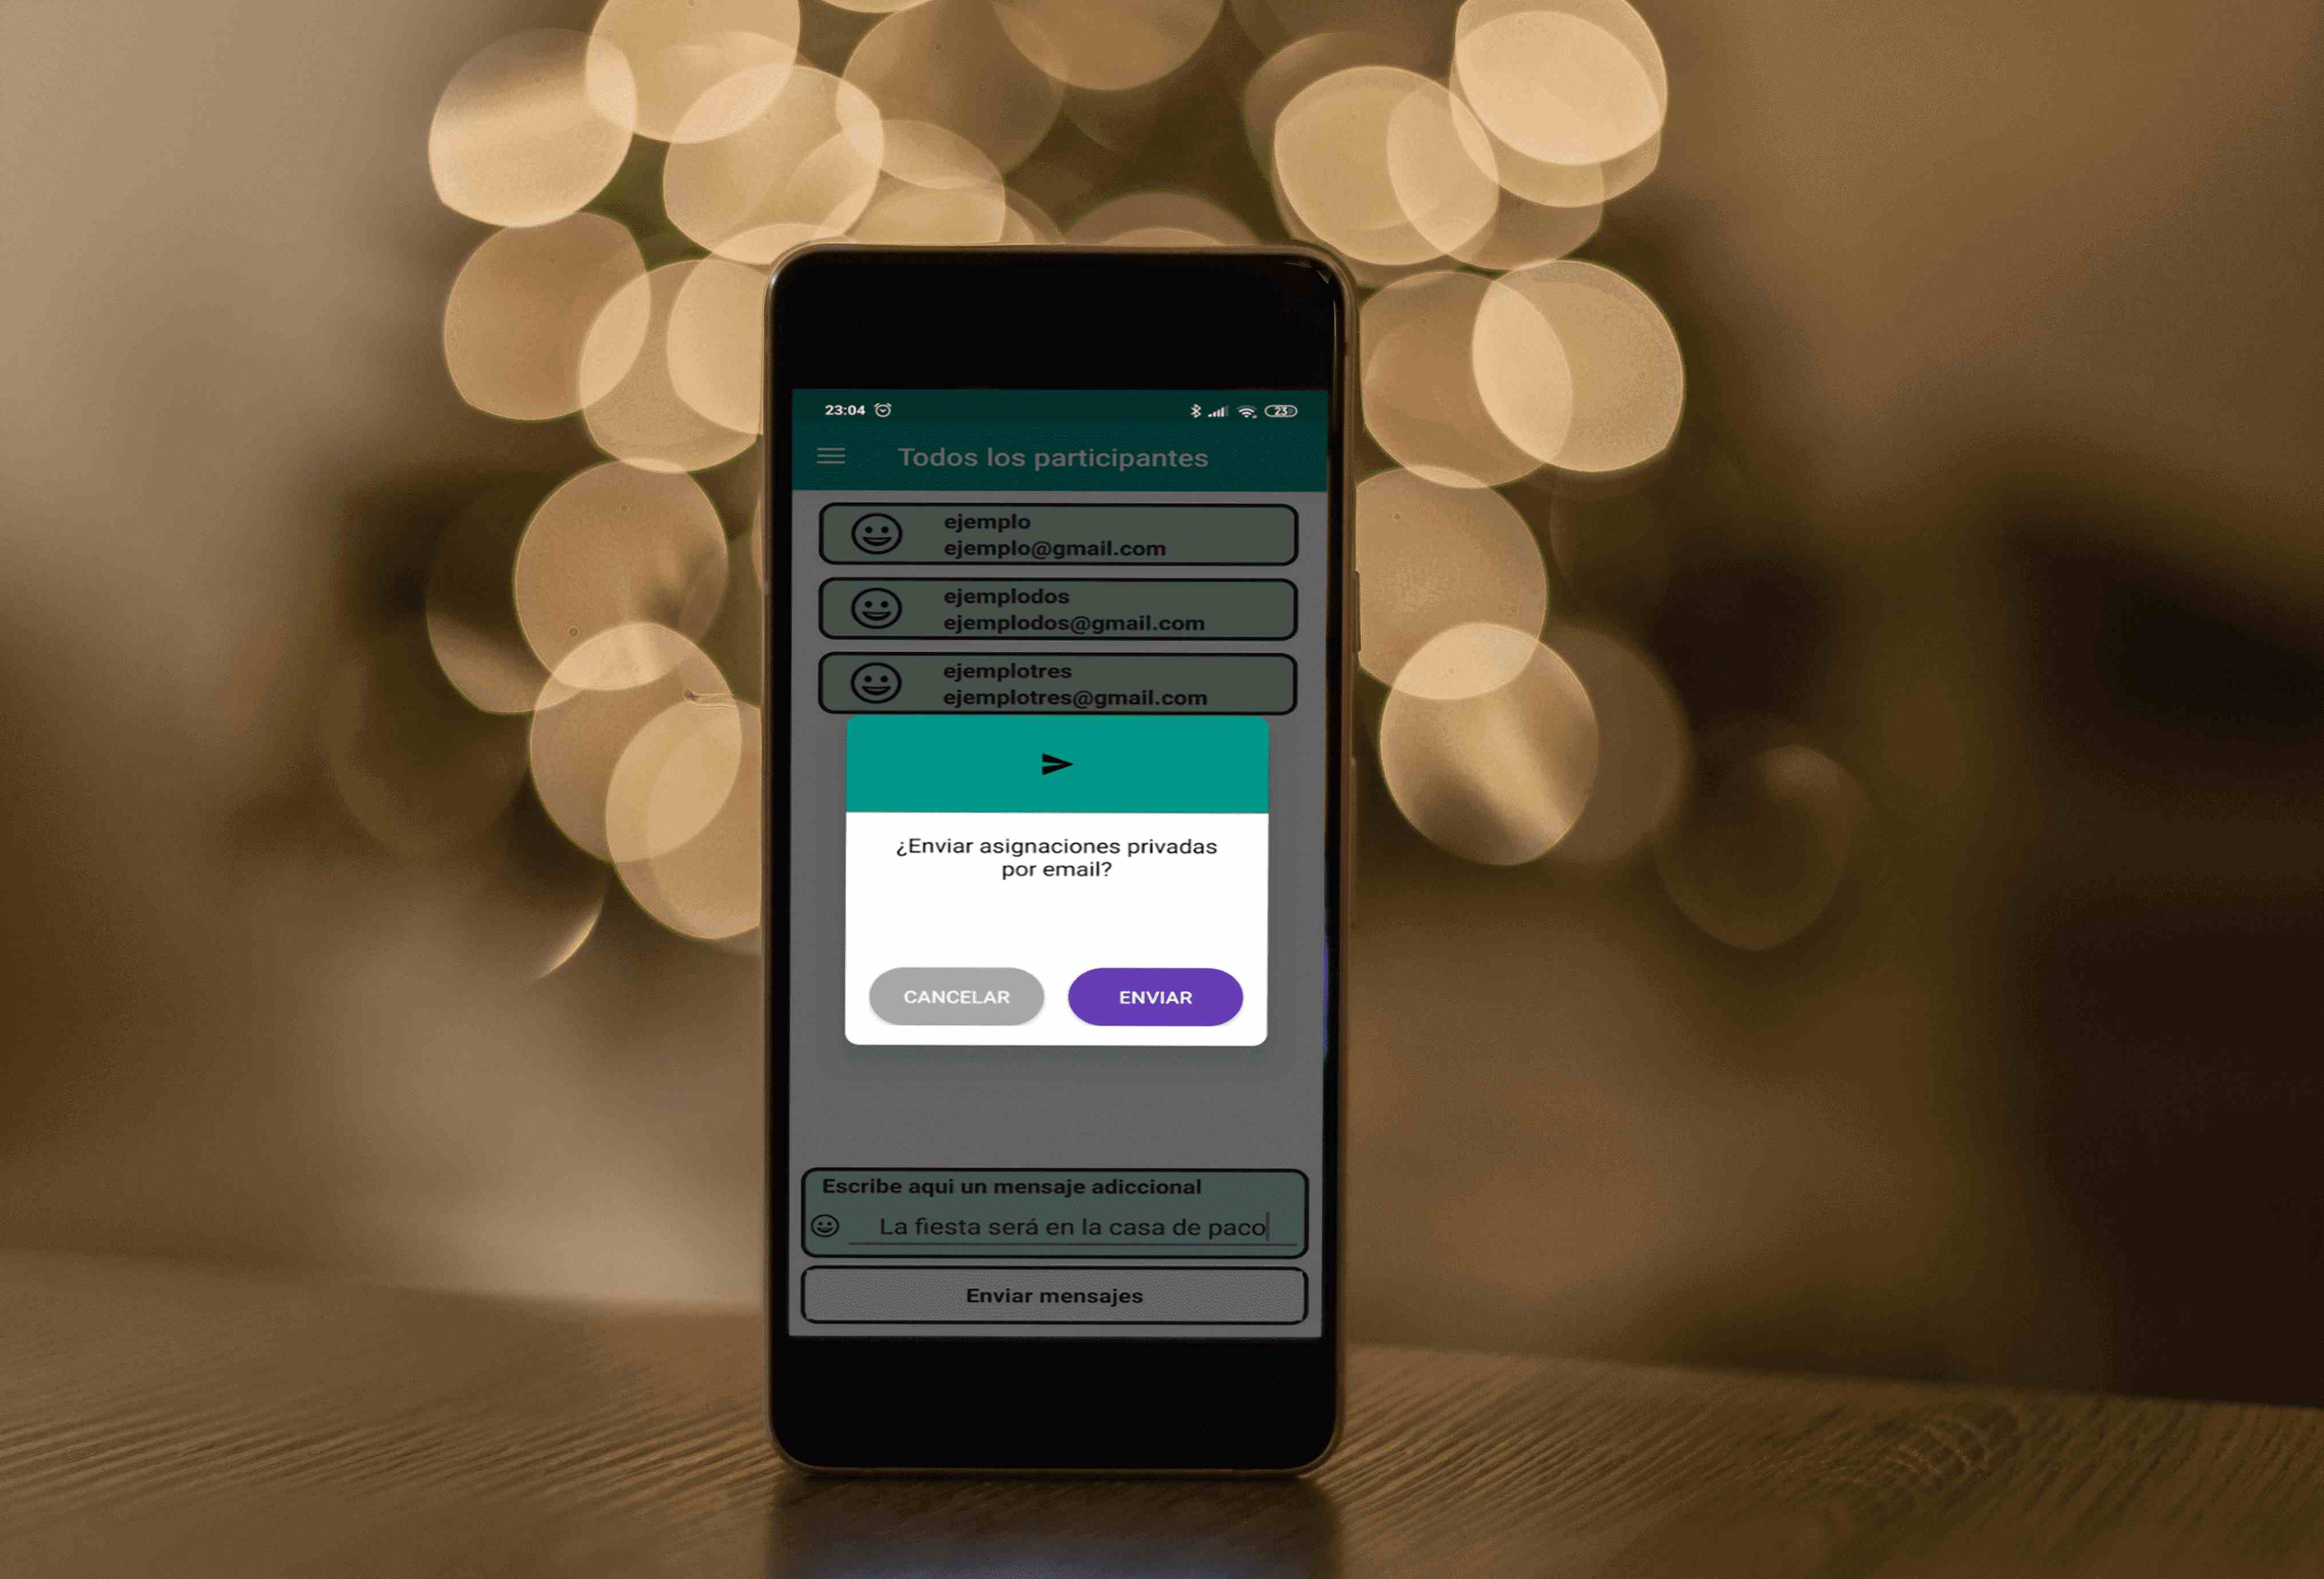 23:04
23
Todos los participantes
ejemplo
ejemplo@gmail.com
ejemplodos
ejemplodos@gmail.com
ejemplotres
ejemplotres@gmail.com
¿Enviar asignaciones privadas
por email?
CANCELAR ENVIAR
Escribe aqui un mensaje adiccional
La fiesta será en la casa de paco
Enviar mensajes